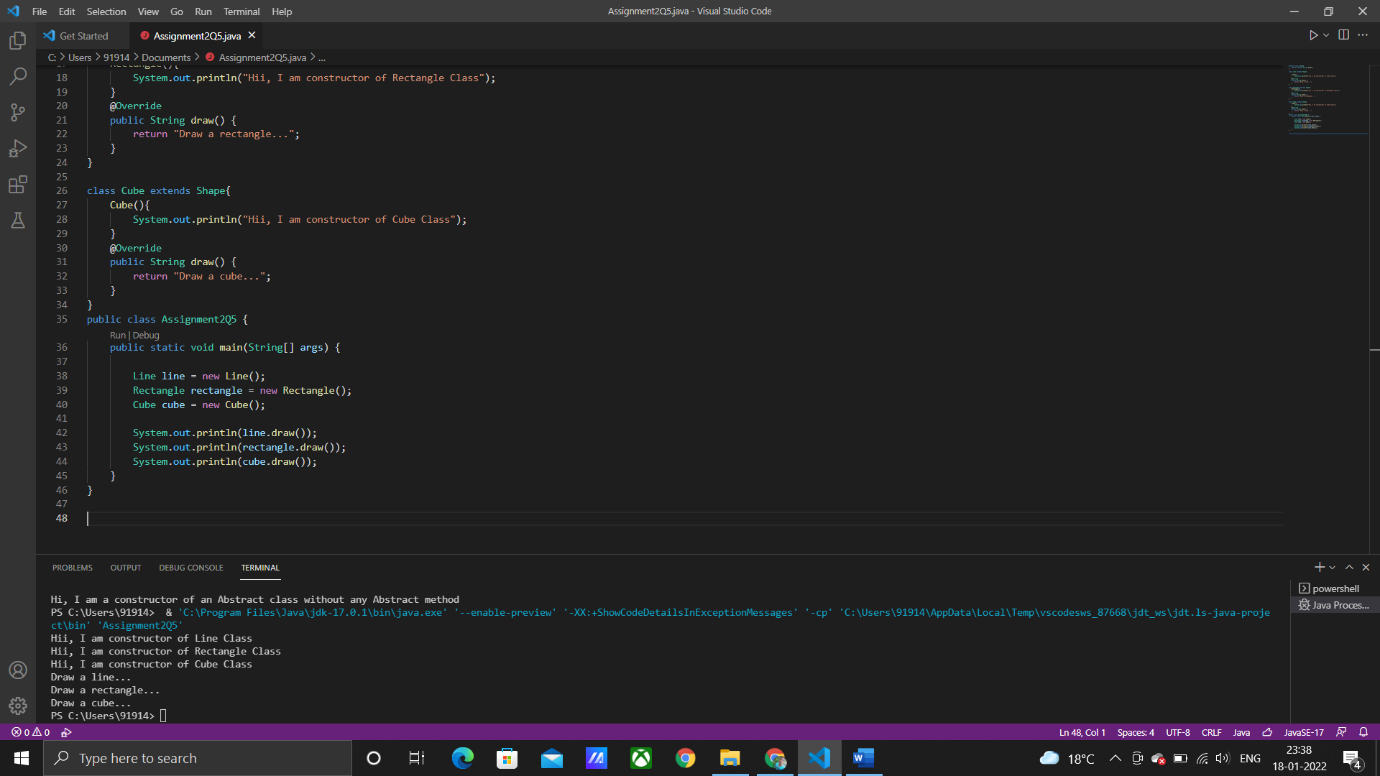 File Edit Selection View Go Run Terminal Help
Assignment2Q5.java - Visual Studio Code
Get Started
Assignment2Q5.java
C: > Users > 91914 > Documents > Assignment2Q5.java > ...
18 System.out.println("Hii, I am constructor of Rectangle Class");
19 }
20 @Override
21 public String draw() {
22 return "Draw a rectangle...";
23 }
24 }
25
26 class Cube extends Shape{
27 Cube(){
28 System.out.println("Hii, I am constructor of Cube Class");
29 }
30 @Override
31 public String draw() {
32 return "Draw a cube...";
33 }
34 }
35 public class Assignment2Q5 {
Run | Debug
36 public static void main(String[] args) {
37
38 Line line = new Line();
39 Rectangle rectangle = new Rectangle();
40 Cube cube = new Cube();
41
42 System.out.println(line.draw());
43 System.out.println(rectangle.draw());
44 System.out.println(cube.draw());
45 }
46 }
47
48
PROBLEMS OUTPUT DEBUG CONSOLE TERMINAL
powershell
Java Proces...
Hi, I am a constructor of an Abstract class without any Abstract method
PS C:\Users\91914> & 'C:\Program Files\Java\jdk-17.0.1\bin\java.exe' '--enable-preview' '-XX:+ShowCodeDetailsInExceptionMessages' '-cp' 'C:\Users\91914\AppData\Local\Temp\vscodesws_87668\jdt_ws\jdt.ls-java-proje
ct\bin' 'Assignment2Q5'
Hii, I am constructor of Line Class
Hii, I am constructor of Rectangle Class
Hii, I am constructor of Cube Class
Draw a line...
Draw a rectangle...
Draw a cube...
PS C:\Users\91914>
0 0
Ln 48, Col 1 Spaces: 4 UTF-8 CRLF Java JavaSE-17
Type here to search
18°C
ENG
23:38
18-01-2022
4